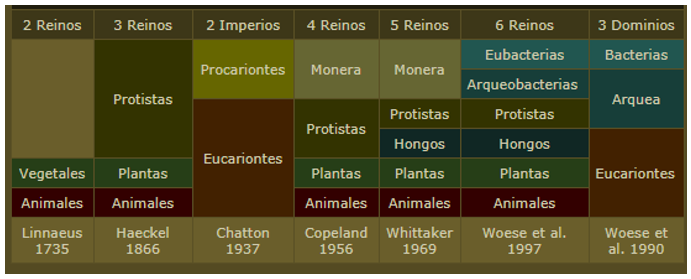 2 Reinos 3 Reinos 2 Imperios 4 Reinos 5 Reinos 6 Reinos 3 Dominios
Eubacterias Bacterias
Procariontes Monera Monera
Arqueobacterias
Protistas Arquea
Protistas Protistas
Protistas
Hongos Hongos
Eucariontes
Vegetales Plantas Plantas Plantas Plantas Eucariontes
Animales Animales Animales Animales Animales
Linnaeus Haeckel Chatton Copeland Whittaker Woese et al. Woese et
1735 1866 1937 1956 1969 1997 al. 1990